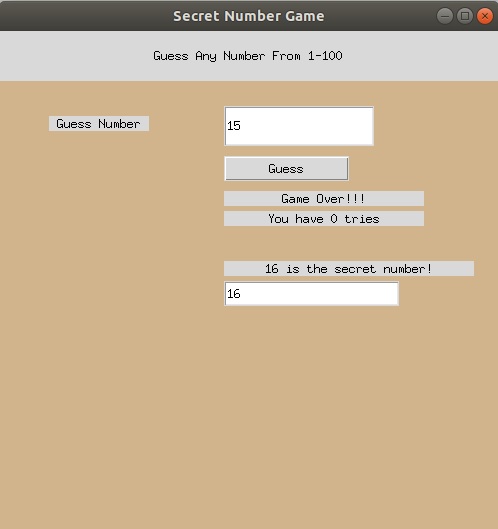 Secret Number Game
Guess Any Number From 1-100
Guess Number
15
Guess
Game Over!!!
You have 0 tries
16 is the secret number!
16